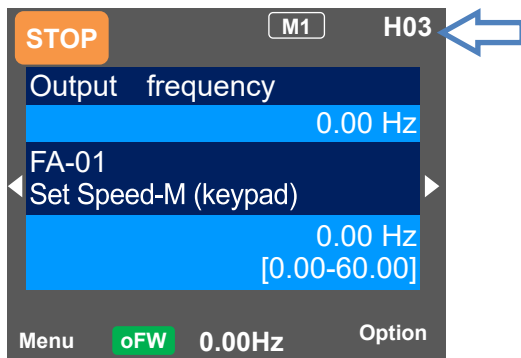 STOP M1 H03
Output frequency
0.00 Hz
FA-01
Set Speed-M (keypad)
0.00 Hz
[0.00-60.00]
Menu oFW 0.00Hz Option